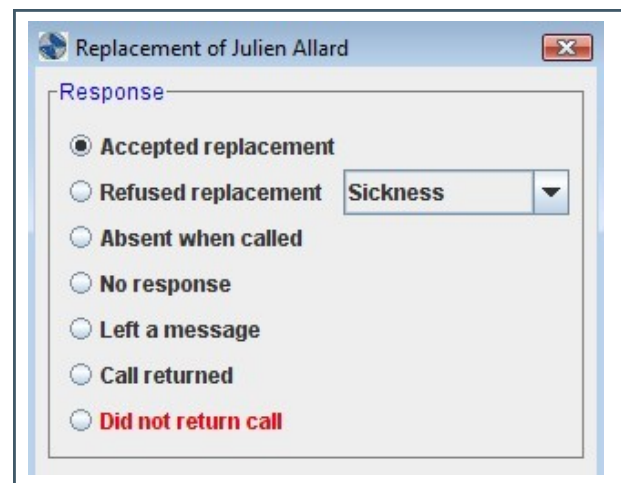 Replacement of Julien Allard
Response
Accepted replacement
Refused replacement Sickness
Absent when called
No response
Left a message
Call returned
Did not return call